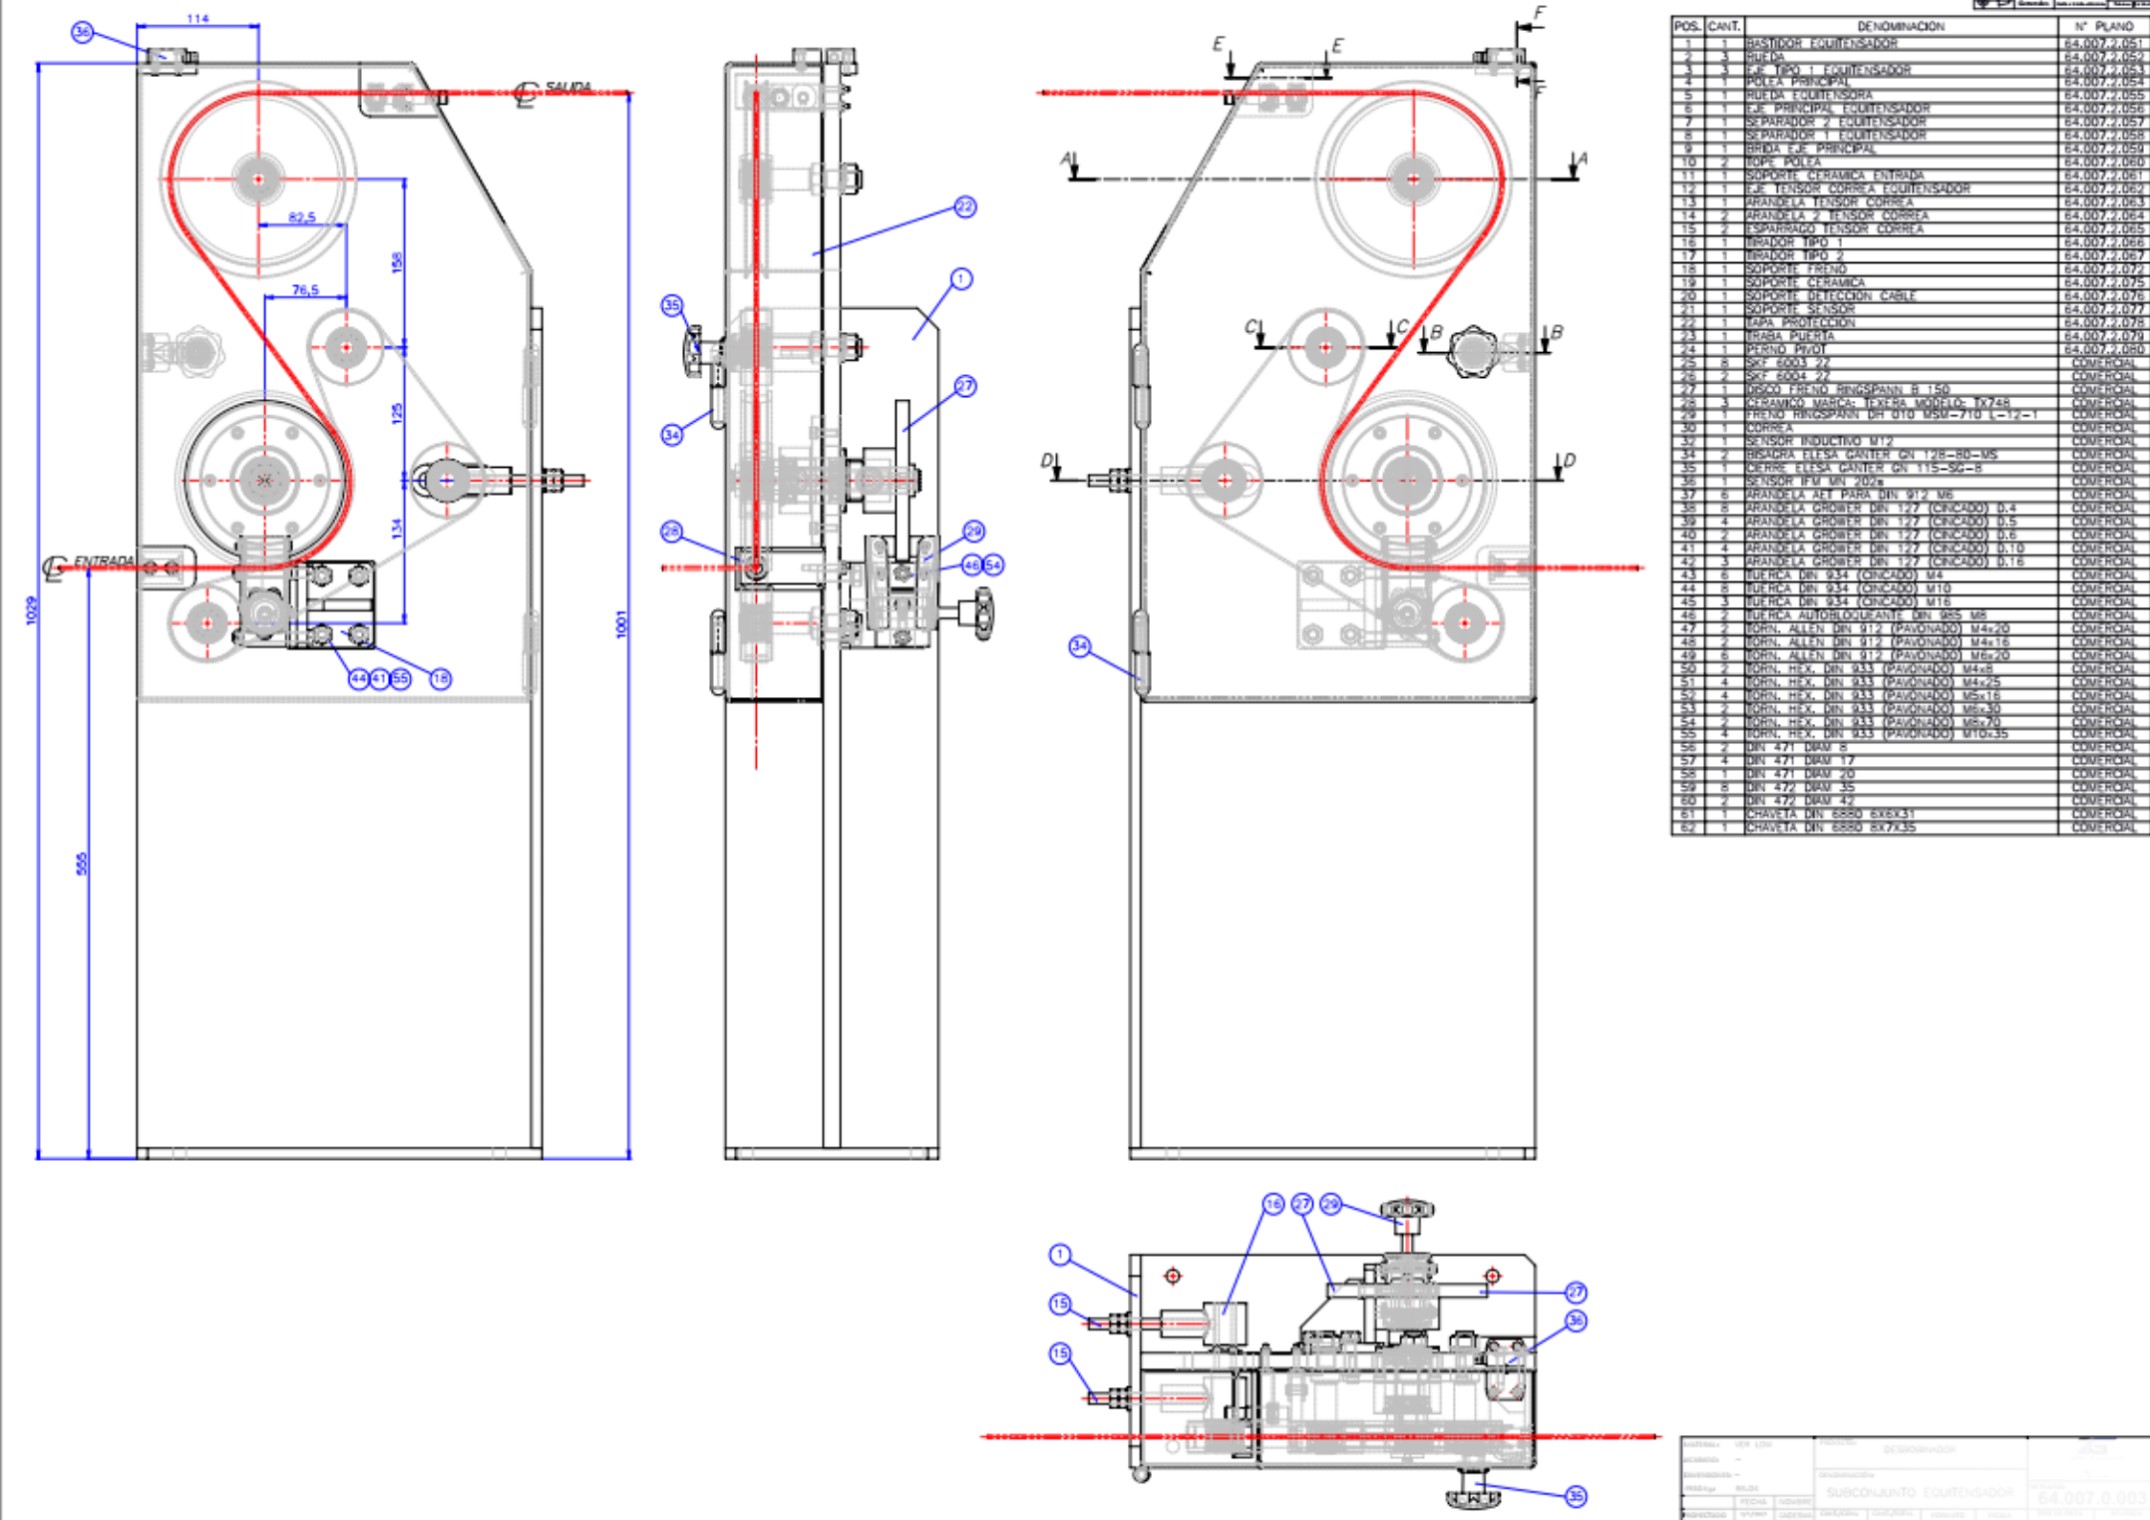 114
36
SALIDA
82,5
158
76,5
125
134
ENTRADA
1029
555
1001
44 41 55
18
22
1
35
27
34
28
29
46 54
E E
F
F
A A
C C
B B
D D
34
16 27 29
1
15
15
27
36
35
POS. CANT. DENOMINACION N° PLANO
1 1 BASTIDOR EQUITENSADOR 64.007.2.051
2 3 RUEDA 64.007.2.052
3 3 EJE TIPO 1 EQUITENSADOR 64.007.2.053
4 1 POLEA PRINCIPAL 64.007.2.054
5 1 RUEDA EQUITENSORA 64.007.2.055
6 1 EJE PRINCIPAL EQUITENSADOR 64.007.2.056
7 1 SEPARADOR 2 EQUITENSADOR 64.007.2.057
8 1 SEPARADOR 1 EQUITENSADOR 64.007.2.058
9 1 BRIDA EJE PRINCIPAL 64.007.2.059
10 2 TOPE POLEA 64.007.2.060
11 1 SOPORTE CERAMICA ENTRADA 64.007.2.061
12 1 EJE TENSOR CORREA EQUITENSADOR 64.007.2.062
13 1 ARANDELA TENSOR CORREA 64.007.2.063
14 2 ARANDELA 2 TENSOR CORREA 64.007.2.064
15 2 ESPARRAGO TENSOR CORREA 64.007.2.065
16 1 TIRADOR TIPO 1 64.007.2.066
17 1 TIRADOR TIPO 2 64.007.2.067
18 1 SOPORTE FRENO 64.007.2.072
19 1 SOPORTE CERAMICA 64.007.2.075
20 1 SOPORTE DETECCION CABLE 64.007.2.076
21 1 SOPORTE SENSOR 64.007.2.077
22 1 TAPA PROTECCION 64.007.2.078
23 1 TRABA PUERTA 64.007.2.079
24 1 PERNO PIVOT 64.007.2.080
25 8 SKF 6003 2Z COMERCIAL
26 2 SKF 6004 2Z COMERCIAL
27 1 DISCO FRENO RINGSPANN B 150 COMERCIAL
28 3 CERAMICO MARCA: TEXERA MODELO: TX748 COMERCIAL
29 1 FRENO RINGSPANN DH 010 MSM-710 L-12-1 COMERCIAL
30 1 CORREA COMERCIAL
32 1 SENSOR INDUCTIVO M12 COMERCIAL
34 2 BISAGRA ELESA GANTER GN 128-80-MS COMERCIAL
35 1 CIERRE ELESA GANTER GN 115-SG-8 COMERCIAL
36 1 SENSOR IFM MN 202s COMERCIAL
37 6 ARANDELA AET PARA DIN 912 M6 COMERCIAL
38 8 ARANDELA GROWER DIN 127 (CINCADO) D.4 COMERCIAL
39 4 ARANDELA GROWER DIN 127 (CINCADO) D.5 COMERCIAL
40 2 ARANDELA GROWER DIN 127 (CINCADO) D.6 COMERCIAL
41 4 ARANDELA GROWER DIN 127 (CINCADO) D.10 COMERCIAL
42 3 ARANDELA GROWER DIN 127 (CINCADO) D.16 COMERCIAL
43 6 TUERCA DIN 934 (CINCADO) M4 COMERCIAL
44 8 TUERCA DIN 934 (CINCADO) M10 COMERCIAL
45 3 TUERCA DIN 934 (CINCADO) M16 COMERCIAL
46 2 TUERCA AUTOBLOQUEANTE DIN 985 M8 COMERCIAL
47 2 TORN. ALLEN DIN 912 (PAVONADO) M4x20 COMERCIAL
48 2 TORN. ALLEN DIN 912 (PAVONADO) M4x16 COMERCIAL
49 6 TORN. ALLEN DIN 912 (PAVONADO) M6x20 COMERCIAL
50 2 TORN. HEX. DIN 933 (PAVONADO) M4x8 COMERCIAL
51 4 TORN. HEX. DIN 933 (PAVONADO) M4x25 COMERCIAL
52 4 TORN. HEX. DIN 933 (PAVONADO) M5x16 COMERCIAL
53 2 TORN. HEX. DIN 933 (PAVONADO) M6x30 COMERCIAL
54 2 TORN. HEX. DIN 933 (PAVONADO) M8x70 COMERCIAL
55 4 TORN. HEX. DIN 933 (PAVONADO) M10x35 COMERCIAL
56 2 DIN 471 DIAM 8 COMERCIAL
57 4 DIN 471 DIAM 17 COMERCIAL
58 1 DIN 471 DIAM 20 COMERCIAL
59 8 DIN 472 DIAM 35 COMERCIAL
60 2 DIN 472 DIAM 42 COMERCIAL
61 1 CHAVETA DIN 6880 6X6X31 COMERCIAL
62 1 CHAVETA DIN 6880 8X7X35 COMERCIAL
SUBCONJUNTO EQUITENSADOR
64.007.0.003
FECHA NOMBRE